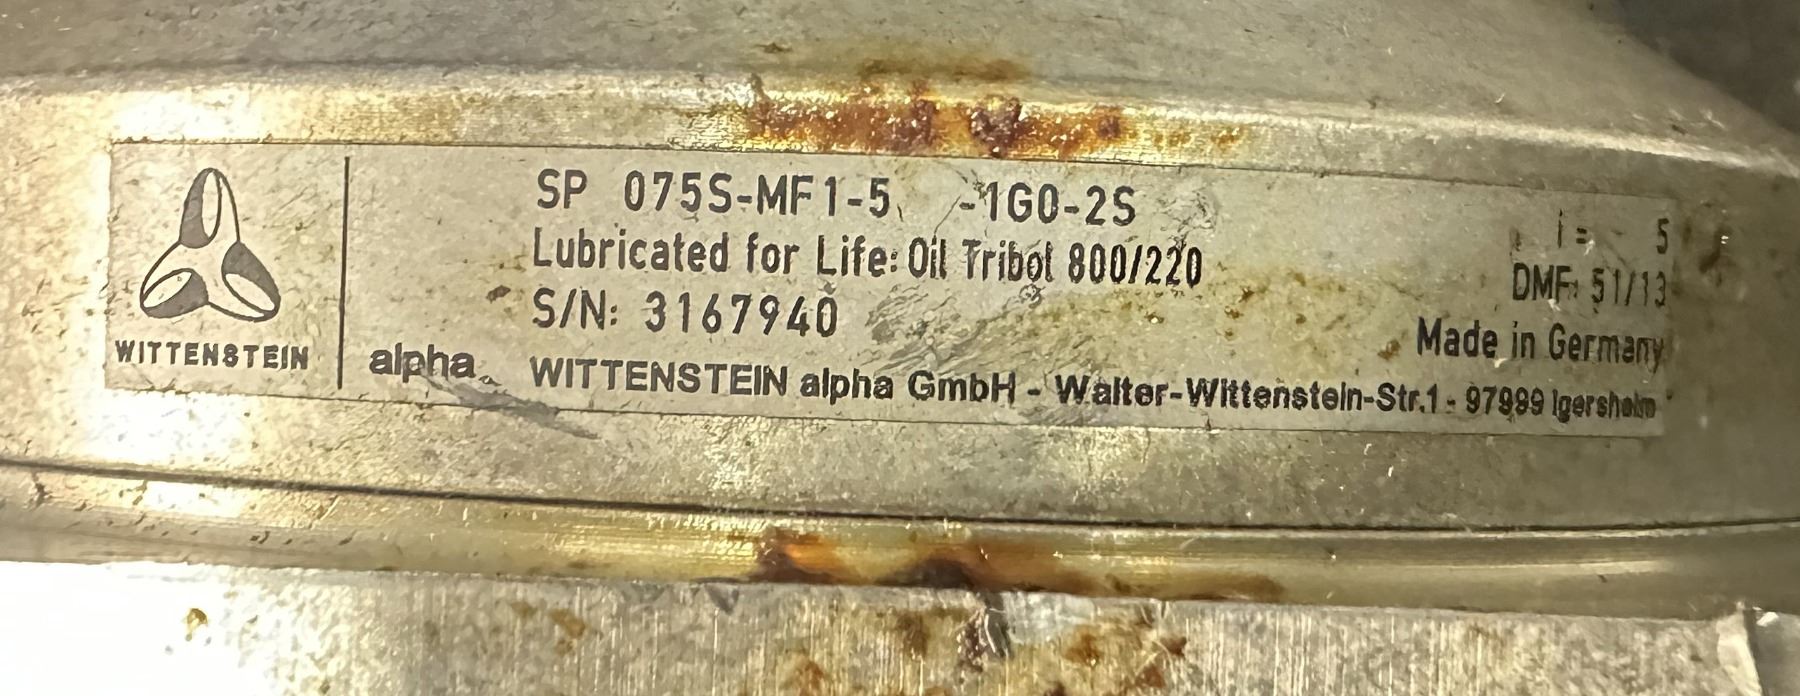 SP 075S-MF1-5 -1G0-2S
i = 5
Lubricated for Life: Oil Tribol 800/220
DMF: 51/13
S/N: 3167940
Made in Germany
WITTENSTEIN
alpha
WITTENSTEIN alpha GmbH - Walter-Wittenstein-Str.1 - 97999 Igersheim